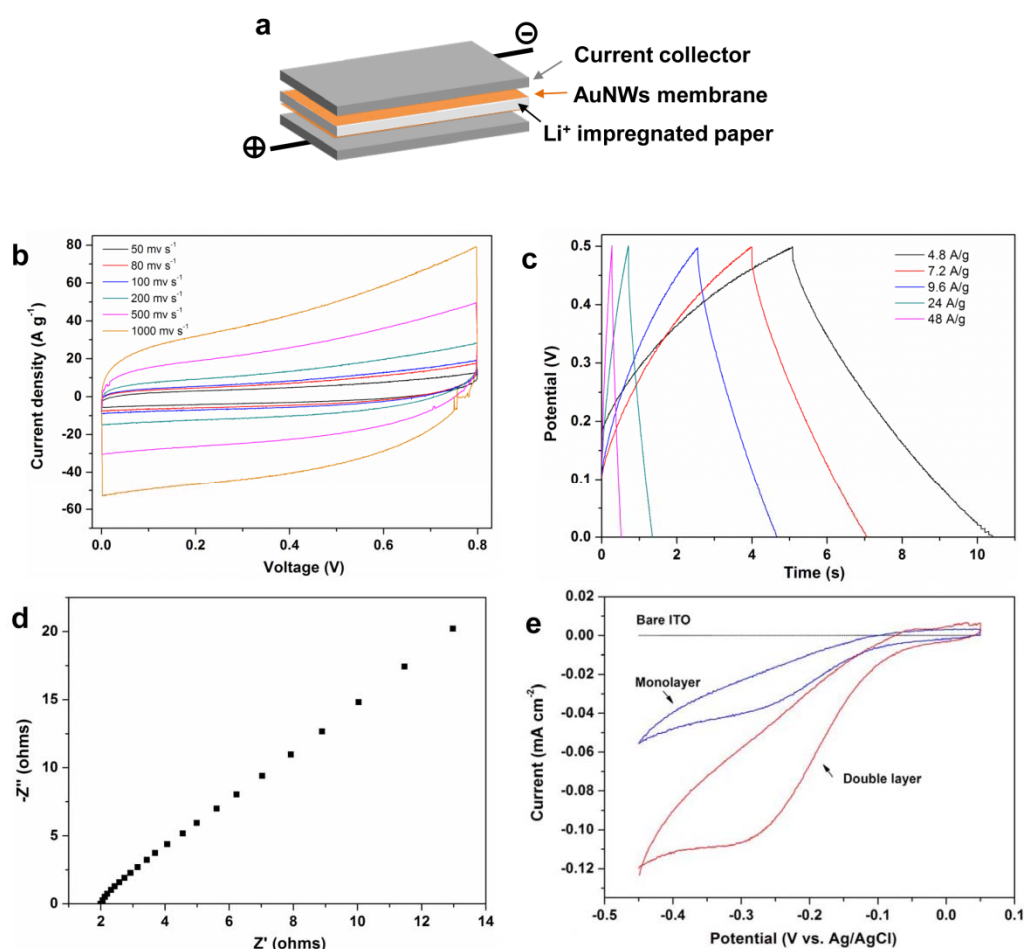 a
⊖
Current collector
AuNWs membrane
Li⁺ impregnated paper
⊕
b
80
60
40
20
0
-20
-40
-60
Current density (A g⁻¹)
50 mv s⁻¹
80 mv s⁻¹
100 mv s⁻¹
200 mv s⁻¹
500 mv s⁻¹
1000 mv s⁻¹
0.0 0.2 0.4 0.6 0.8
Voltage (V)
c
0.5
0.4
0.3
0.2
0.1
0.0
Potential (V)
4.8 A/g
7.2 A/g
9.6 A/g
24 A/g
48 A/g
0 2 4 6 8 10
Time (s)
d
20
15
10
5
0
-Z'' (ohms)
0 2 4 6 8 10 12 14
Z' (ohms)
e
0.02
0.00
-0.02
-0.04
-0.06
-0.08
-0.10
-0.12
Current (mA cm⁻²)
Bare ITO
Monolayer
Double layer
-0.5 -0.4 -0.3 -0.2 -0.1 0.0 0.1
Potential (V vs. Ag/AgCl)